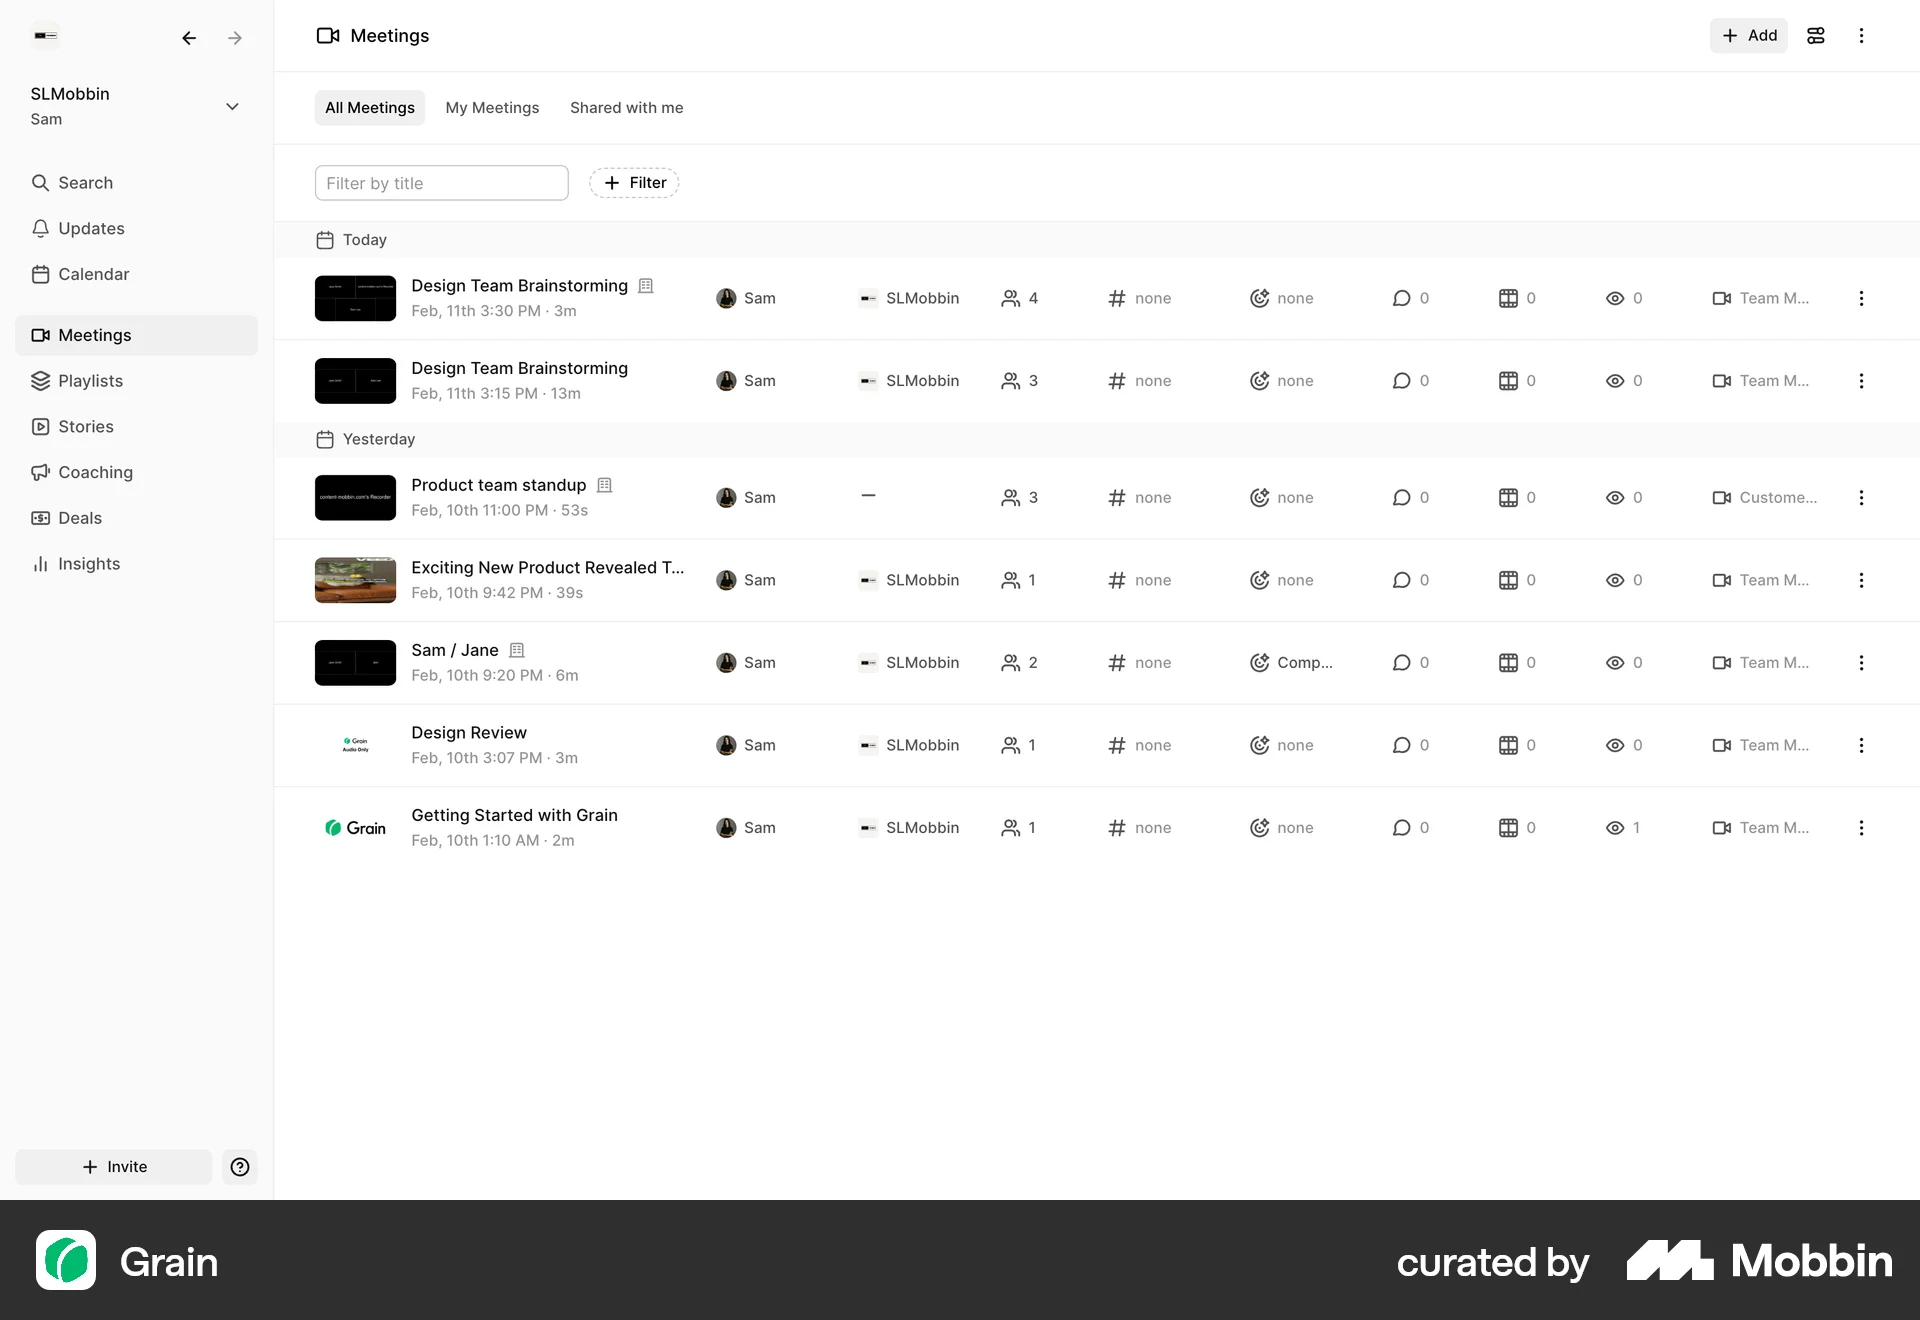 Meetings
Add
SLMobbin
Sam
All Meetings
My Meetings
Shared with me
Search
Updates
Calendar
Meetings
Playlists
Stories
Coaching
Deals
Insights
Filter by title
Filter
Today
Design Team Brainstorming
Feb, 11th 3:30 PM · 3m
Sam
SLMobbin
4
none
none
0
0
0
Team M...
Design Team Brainstorming
Feb, 11th 3:15 PM · 13m
Sam
SLMobbin
3
none
none
0
0
0
Team M...
Yesterday
content-mobbin.com's Recorder
Product team standup
Feb, 10th 11:00 PM · 53s
Sam
—
3
none
none
0
0
0
Custome...
Exciting New Product Revealed T...
Feb, 10th 9:42 PM · 39s
Sam
SLMobbin
1
none
none
0
0
0
Team M...
Sam / Jane
Feb, 10th 9:20 PM · 6m
Sam
SLMobbin
2
none
Comp...
0
0
0
Team M...
Grain
Audio Only
Design Review
Feb, 10th 3:07 PM · 3m
Sam
SLMobbin
1
none
none
0
0
0
Team M...
Grain
Getting Started with Grain
Feb, 10th 1:10 AM · 2m
Sam
SLMobbin
1
none
none
0
0
1
Team M...
Invite
Grain
curated by
Mobbin